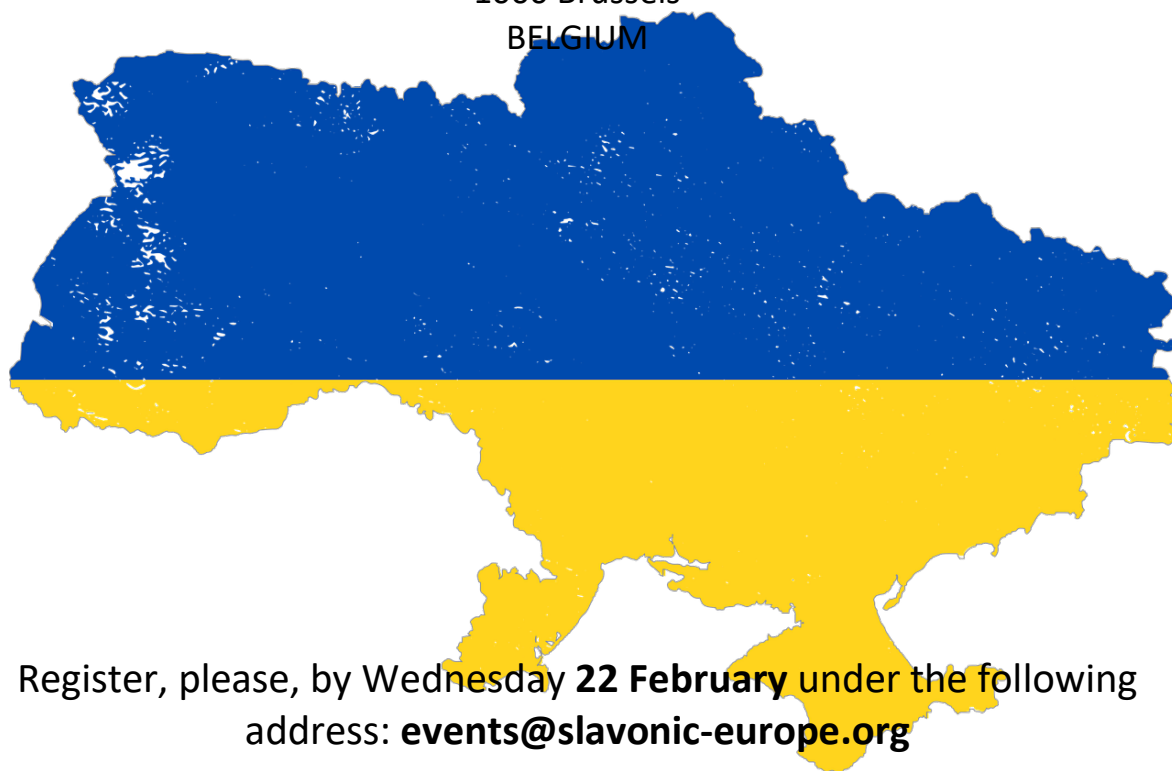 BELGIUM
Register, please, by Wednesday 22 February under the following
address: events@slavonic-europe.org